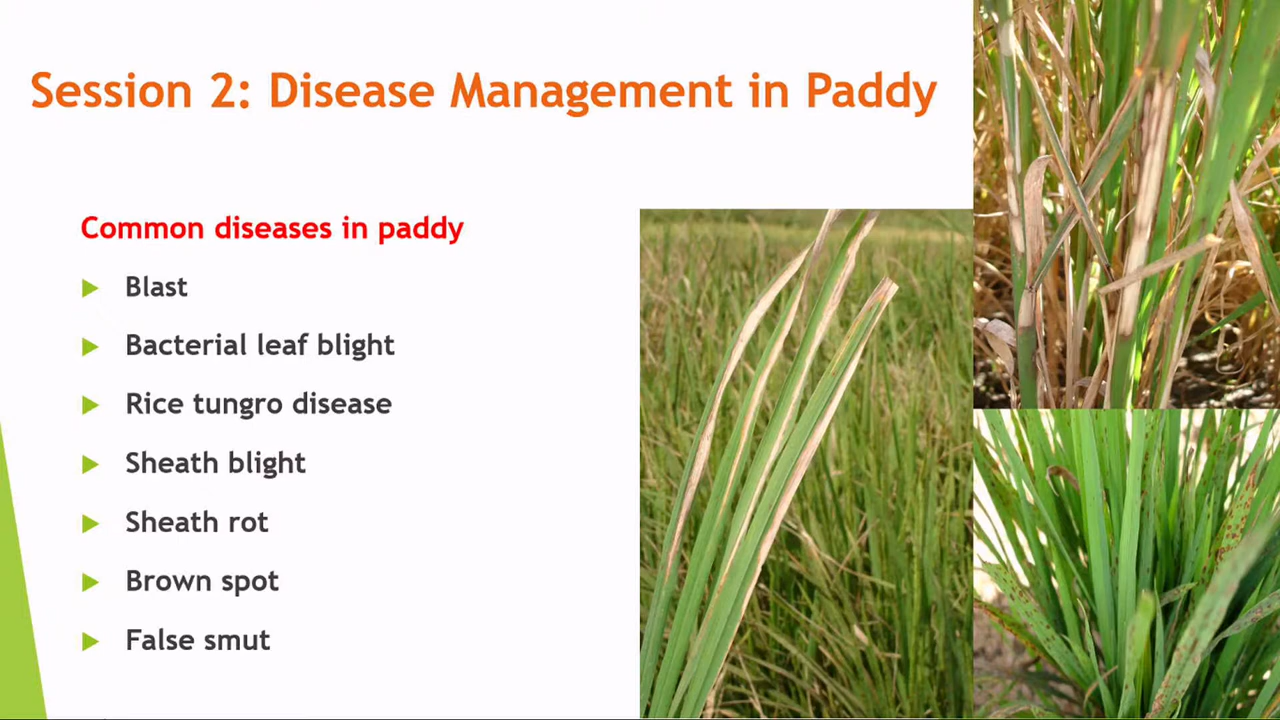 Session 2: Disease Management in Paddy
Common diseases in paddy
Blast
Bacterial leaf blight
Rice tungro disease
Sheath blight
Sheath rot
Brown spot
False smut